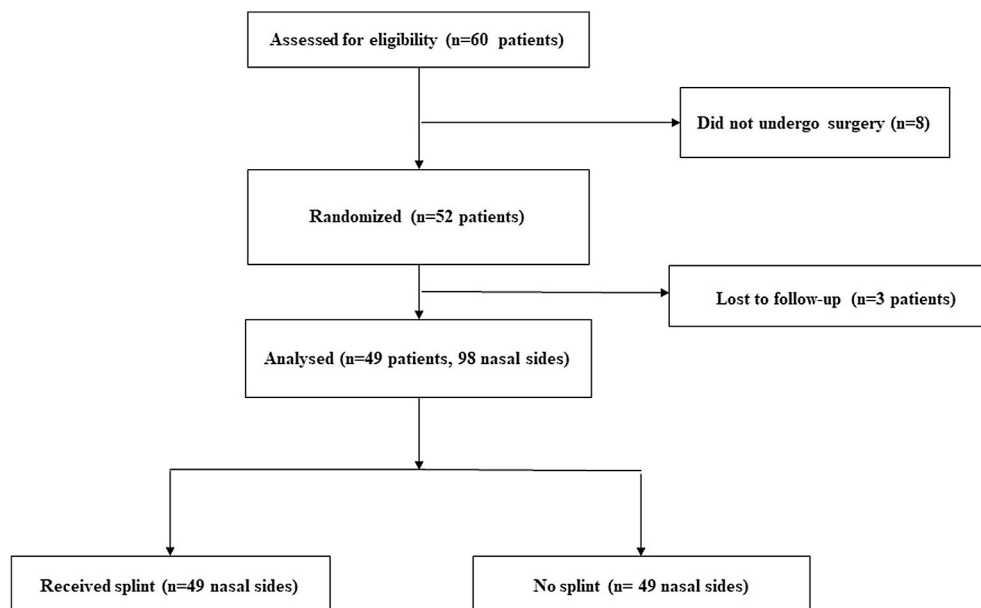 Assessed for eligibility (n=60 patients)
Did not undergo surgery (n=8)
Randomized (n=52 patients)
Lost to follow-up (n=3 patients)
Analysed (n=49 patients, 98 nasal sides)
Received splint (n=49 nasal sides)
No splint (n= 49 nasal sides)